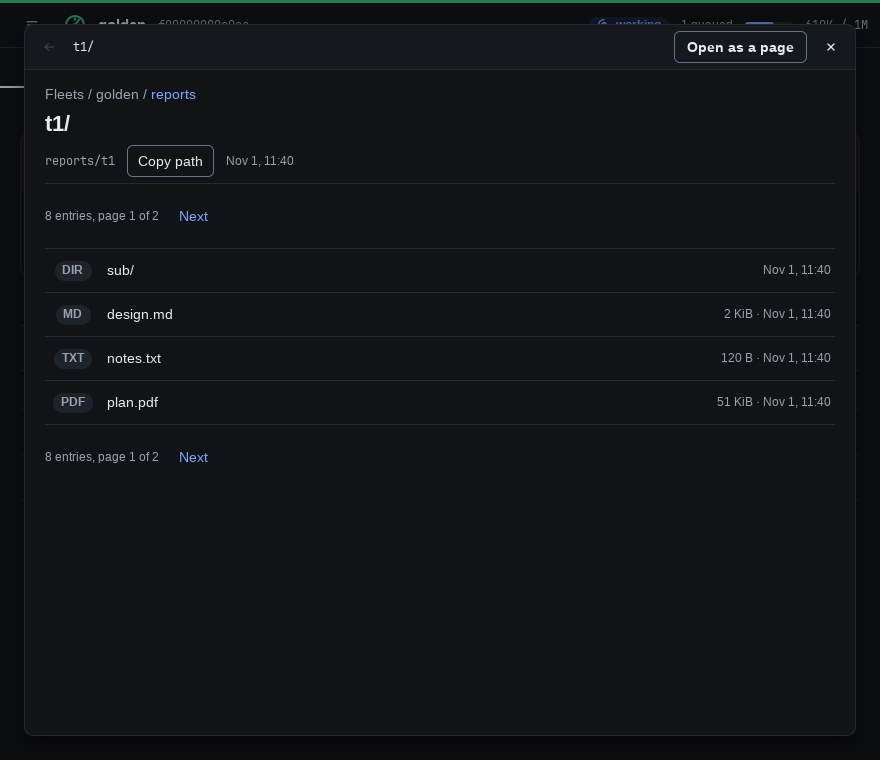 t1/
Open as a page ✕
Fleets / golden / reports
t1/
reports/t1 Copy path Nov 1, 11:40
8 entries, page 1 of 2 Next
DIR sub/ Nov 1, 11:40
MD design.md 2 KiB · Nov 1, 11:40
TXT notes.txt 120 B · Nov 1, 11:40
PDF plan.pdf 51 KiB · Nov 1, 11:40
8 entries, page 1 of 2 Next